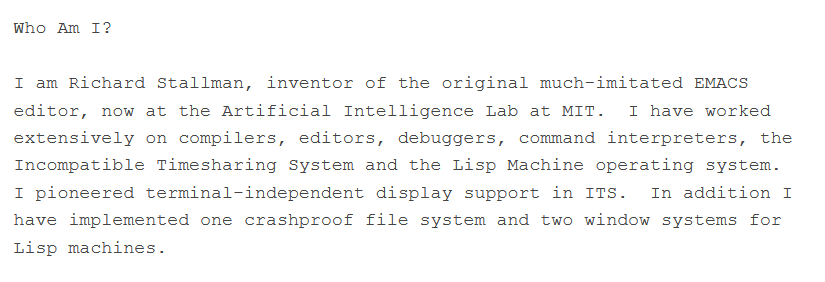 Who Am I?
I am Richard Stallman, inventor of the original much-imitated EMACS
editor, now at the Artificial Intelligence Lab at MIT.  I have worked
extensively on compilers, editors, debuggers, command interpreters, the
Incompatible Timesharing System and the Lisp Machine operating system.
I pioneered terminal-independent display support in ITS.  In addition I
have implemented one crashproof file system and two window systems for
Lisp machines.